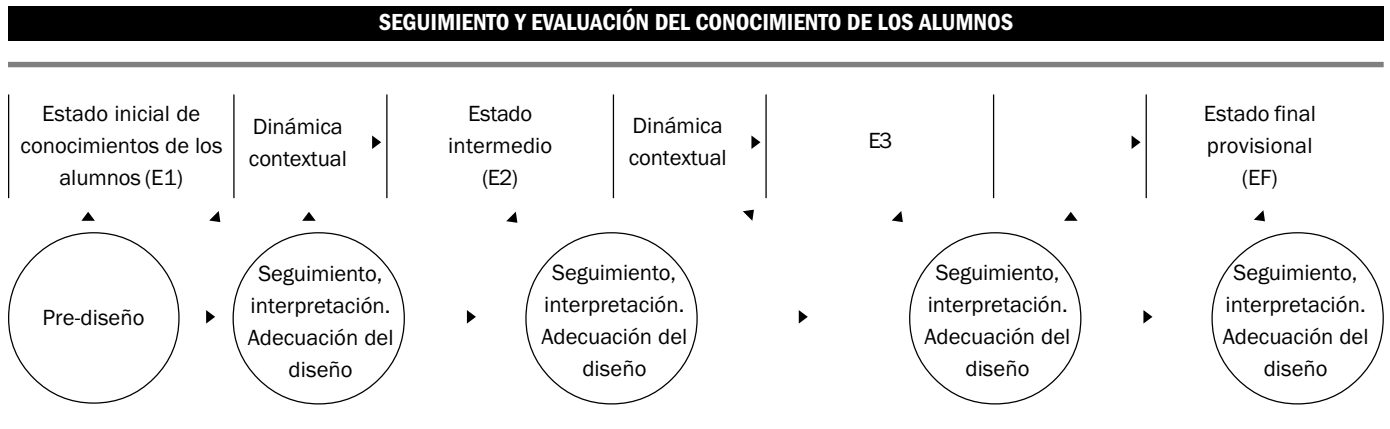 SEGUIMIENTO Y EVALUACIÓN DEL CONOCIMIENTO DE LOS ALUMNOS
Estado inicial de
conocimientos de los
alumnos (E1)
Dinámica
contextual
Estado
intermedio
(E2)
Dinámica
contextual
E3
Estado final
provisional
(EF)
Pre-diseño
Seguimiento,
interpretación.
Adecuación del
diseño
Seguimiento,
interpretación.
Adecuación del
diseño
Seguimiento,
interpretación.
Adecuación del
diseño
Seguimiento,
interpretación.
Adecuación del
diseño